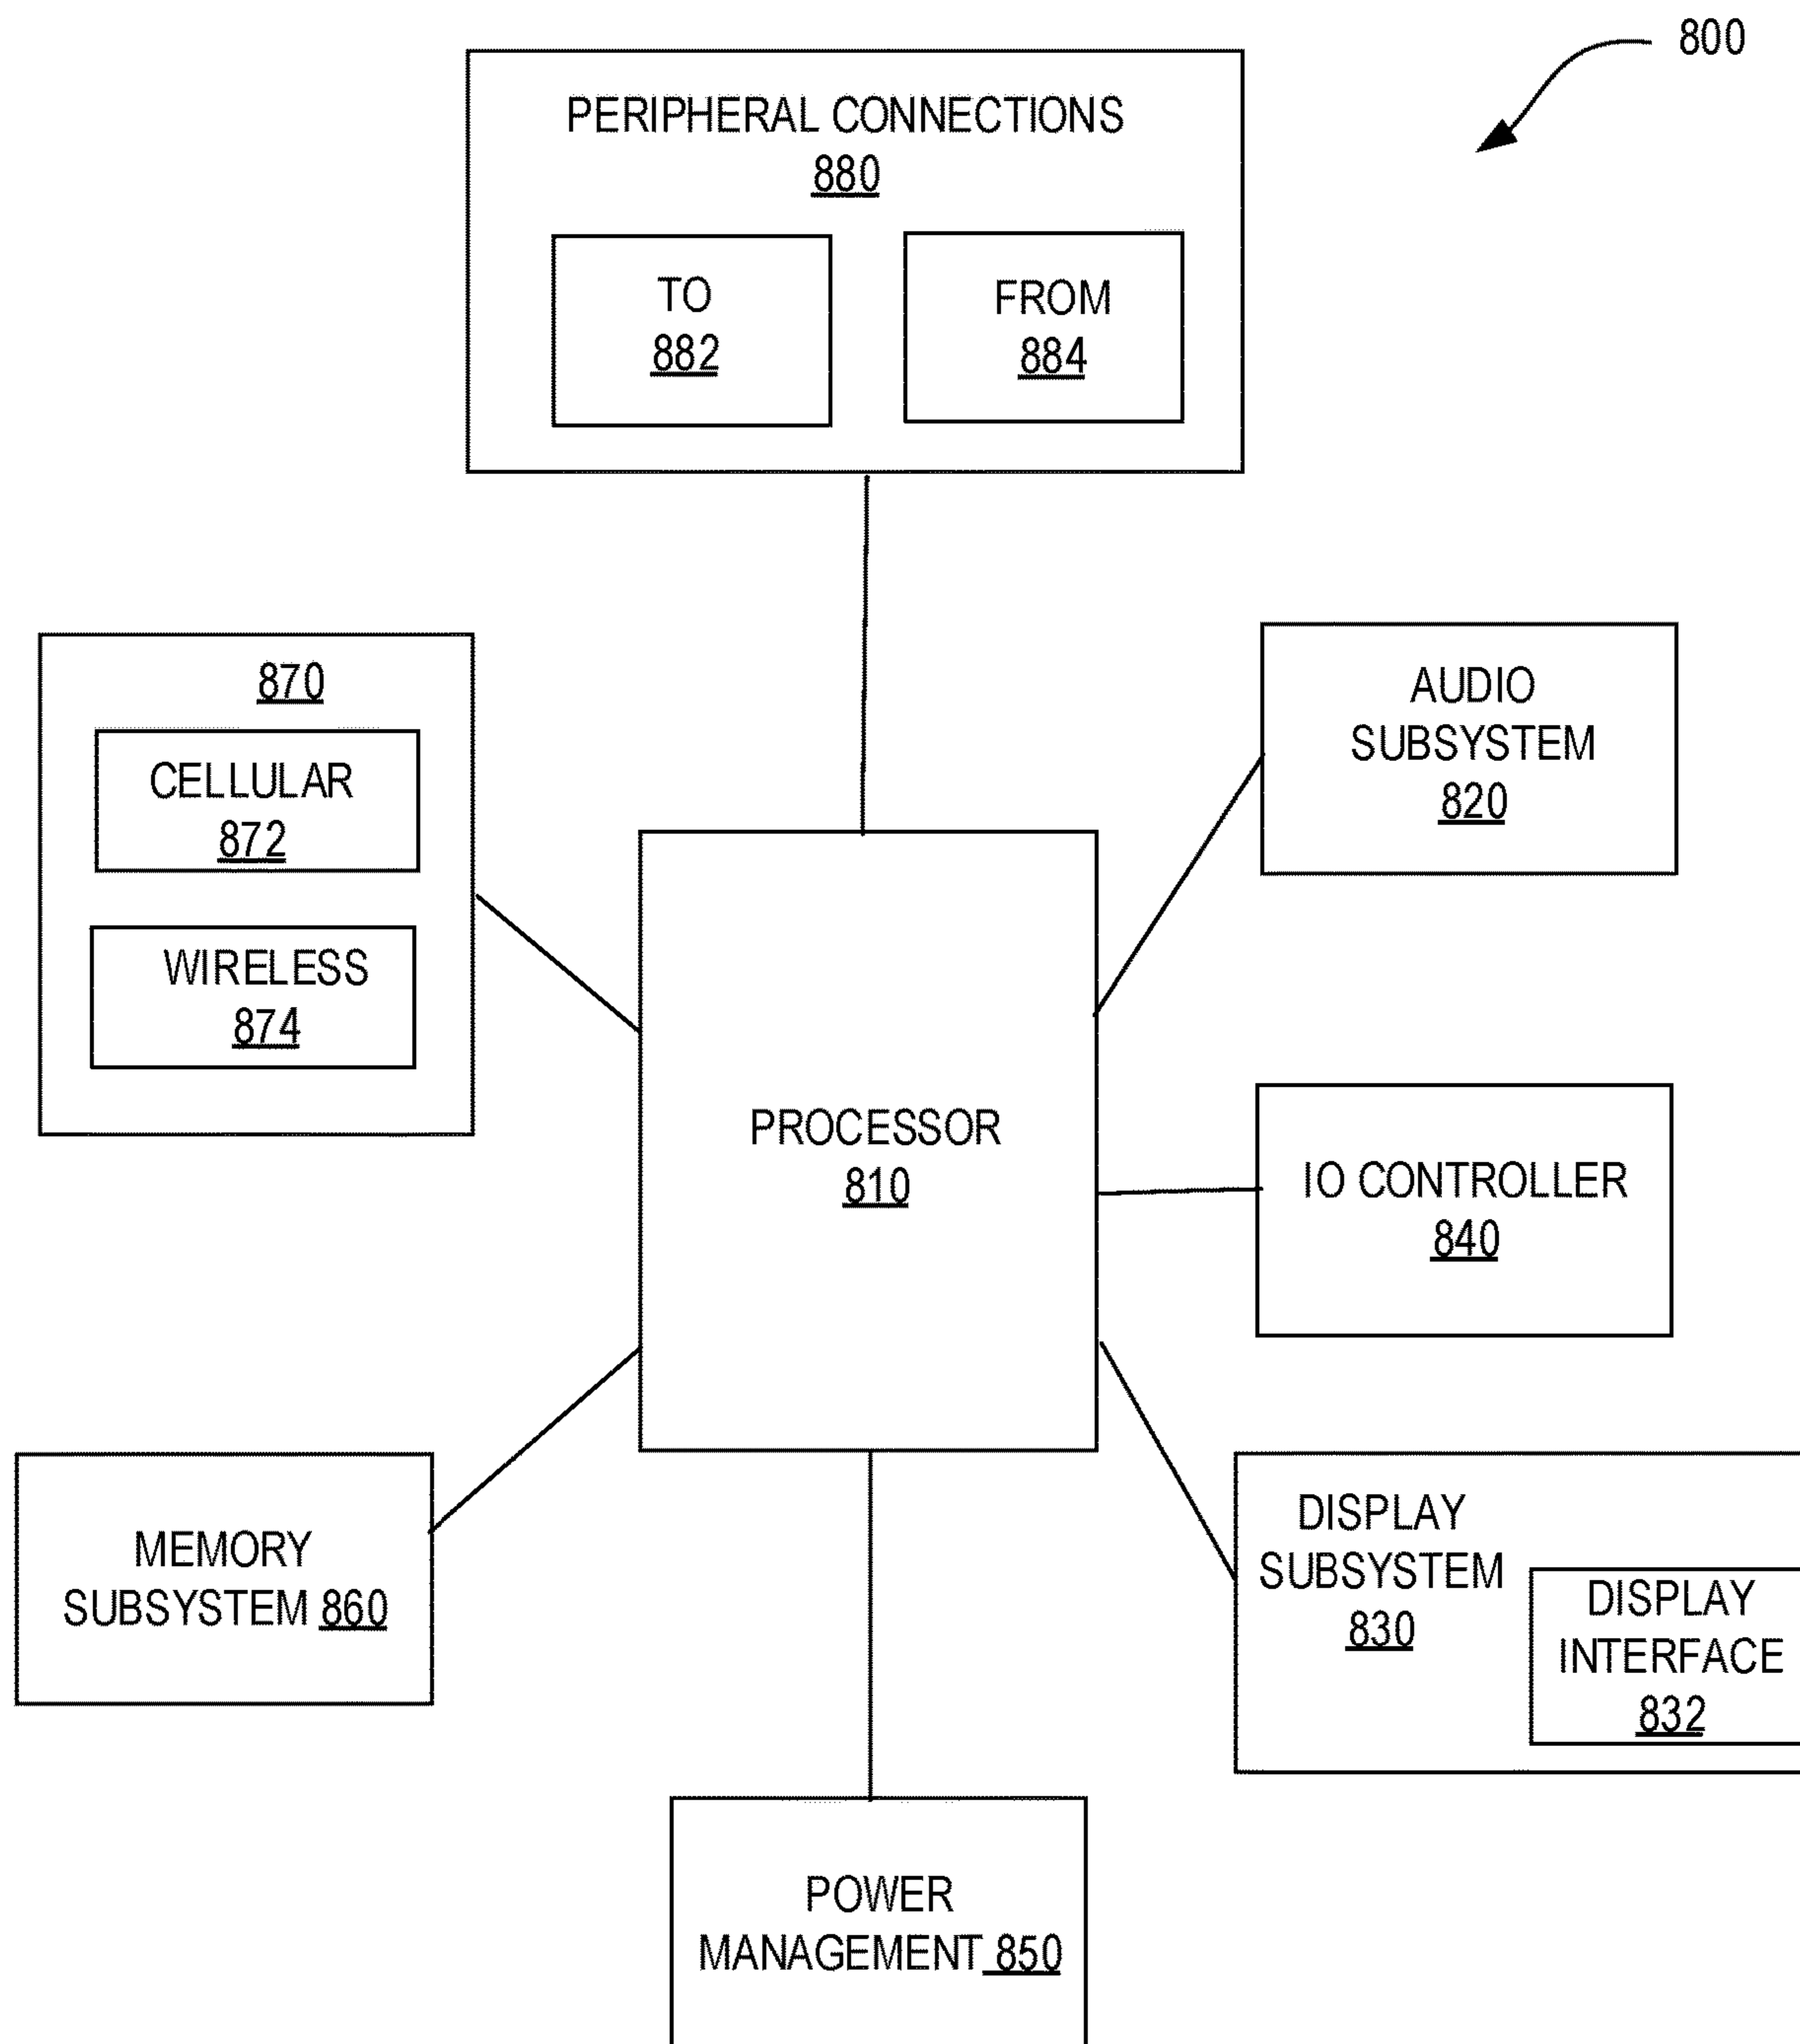 800
PERIPHERAL CONNECTIONS
880
TO
882
FROM
884
870
CELLULAR
872
WIRELESS
874
AUDIO
SUBSYSTEM
820
PROCESSOR
810
IO CONTROLLER
840
MEMORY
SUBSYSTEM 860
DISPLAY
SUBSYSTEM
830
DISPLAY
INTERFACE
832
POWER
MANAGEMENT 850